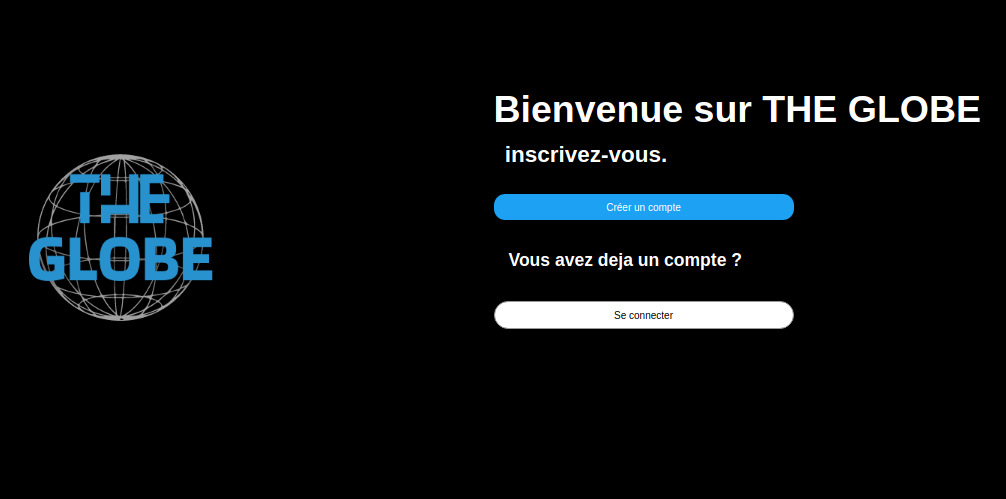 THE
GLOBE
Bienvenue sur THE GLOBE
inscrivez-vous.
Créer un compte
Vous avez deja un compte ?
Se connecter